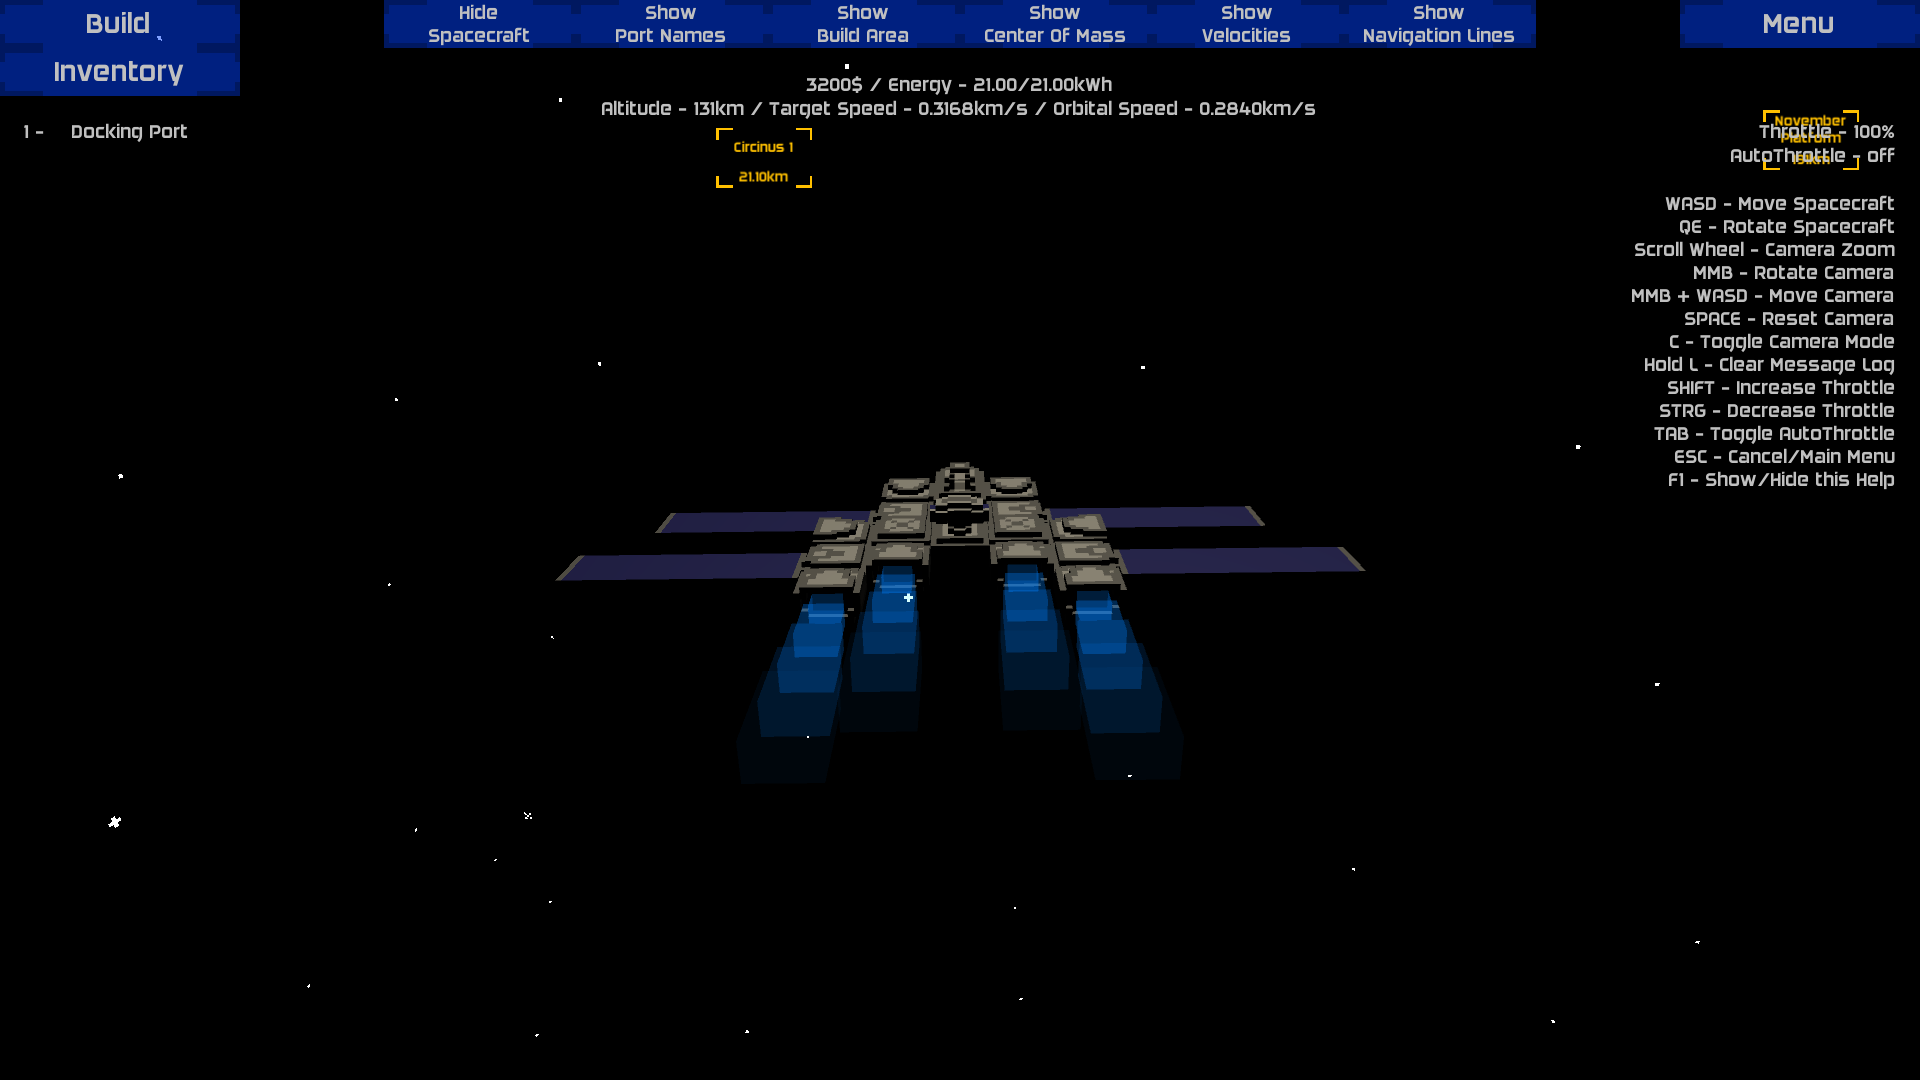 Build
Inventory
Hide
Spacecraft
Show
Port Names
Show
Build Area
Show
Center Of Mass
Show
Velocities
Show
Navigation Lines
Menu
3200$ / Energy - 21.00/21.00kWh
Altitude - 131km / Target Speed - 0.3168km/s / Orbital Speed - 0.2840km/s
1 - Docking Port
Circinus 1
21.10km
November
Platform
Throttle - 100%
AutoThrottle - off
WASD - Move Spacecraft
QE - Rotate Spacecraft
Scroll Wheel - Camera Zoom
MMB - Rotate Camera
MMB + WASD - Move Camera
SPACE - Reset Camera
C - Toggle Camera Mode
Hold L - Clear Message Log
SHIFT - Increase Throttle
STRG - Decrease Throttle
TAB - Toggle AutoThrottle
ESC - Cancel/Main Menu
F1 - Show/Hide this Help